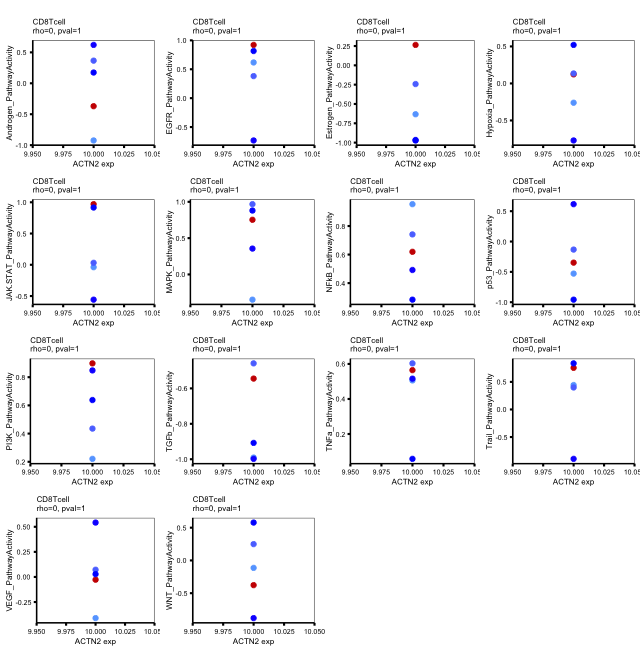 CD8Tcell
rho=0, pval=1
Androgen_PathwayActivity
0.5
0.0
-0.5
-1.0
9.950 9.975 10.000 10.025 10.05
ACTN2 exp
CD8Tcell
rho=0, pval=1
EGFR_PathwayActivity
1.0
0.5
0.0
-0.5
9.950 9.975 10.000 10.025 10.05
ACTN2 exp
CD8Tcell
rho=0, pval=1
Estrogen_PathwayActivity
0.25
0.00
-0.25
-0.50
-0.75
-1.00
9.950 9.975 10.000 10.025 10.05
ACTN2 exp
CD8Tcell
rho=0, pval=1
Hypoxia_PathwayActivity
0.5
0.0
-0.5
9.950 9.975 10.000 10.025 10.05
ACTN2 exp
CD8Tcell
rho=0, pval=1
JAK.STAT_PathwayActivity
1.0
0.5
0.0
-0.5
9.950 9.975 10.000 10.025 10.05
ACTN2 exp
CD8Tcell
rho=0, pval=1
MAPK_PathwayActivity
1.0
0.5
0.0
9.950 9.975 10.000 10.025 10.05
ACTN2 exp
CD8Tcell
rho=0, pval=1
NFkB_PathwayActivity
0.8
0.6
0.4
9.950 9.975 10.000 10.025 10.05
ACTN2 exp
CD8Tcell
rho=0, pval=1
p53_PathwayActivity
0.5
0.0
-0.5
-1.0
9.950 9.975 10.000 10.025 10.05
ACTN2 exp
CD8Tcell
rho=0, pval=1
PI3K_PathwayActivity
0.8
0.6
0.4
0.2
9.950 9.975 10.000 10.025 10.05
ACTN2 exp
CD8Tcell
rho=0, pval=1
TGFb_PathwayActivity
-0.6
-0.8
-1.0
9.950 9.975 10.000 10.025 10.05
ACTN2 exp
CD8Tcell
rho=0, pval=1
TNFa_PathwayActivity
0.6
0.4
0.2
9.950 9.975 10.000 10.025 10.05
ACTN2 exp
CD8Tcell
rho=0, pval=1
Trail_PathwayActivity
0.5
0.0
-0.5
9.950 9.975 10.000 10.025 10.05
ACTN2 exp
CD8Tcell
rho=0, pval=1
VEGF_PathwayActivity
0.50
0.25
0.00
-0.25
9.950 9.975 10.000 10.025 10.05
ACTN2 exp
CD8Tcell
rho=0, pval=1
WNT_PathwayActivity
0.5
0.0
-0.5
9.950 9.975 10.000 10.025 10.050
ACTN2 exp